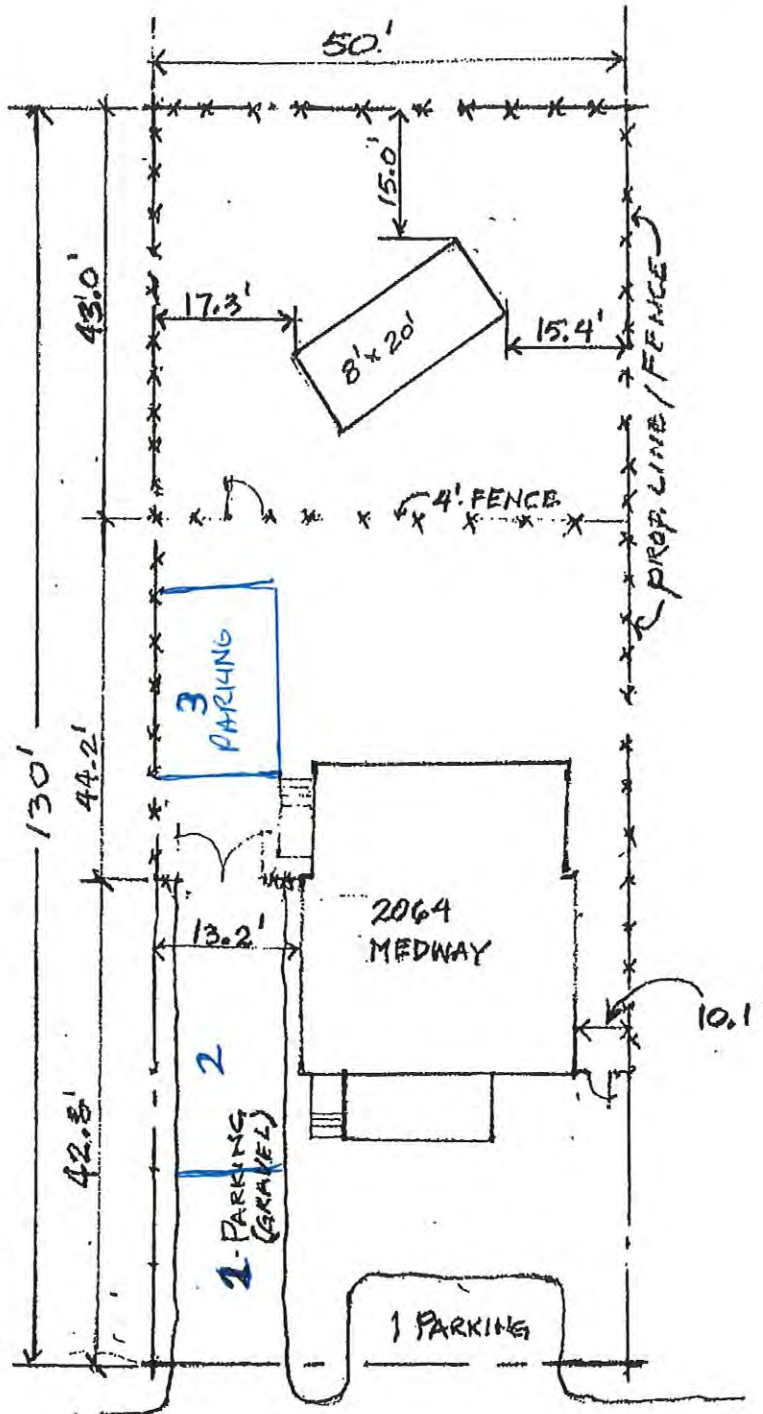 50.'
15.0'
43.0'
17.3'
8' x 20'
15.4'
PROP. LINE / FENCE
4'. FENCE
3
PARKING
130'
44.2'
2064
MEDWAY
13.2'
10.1
2
42.8'
PARKING
(GRAVEL)
1 PARKING